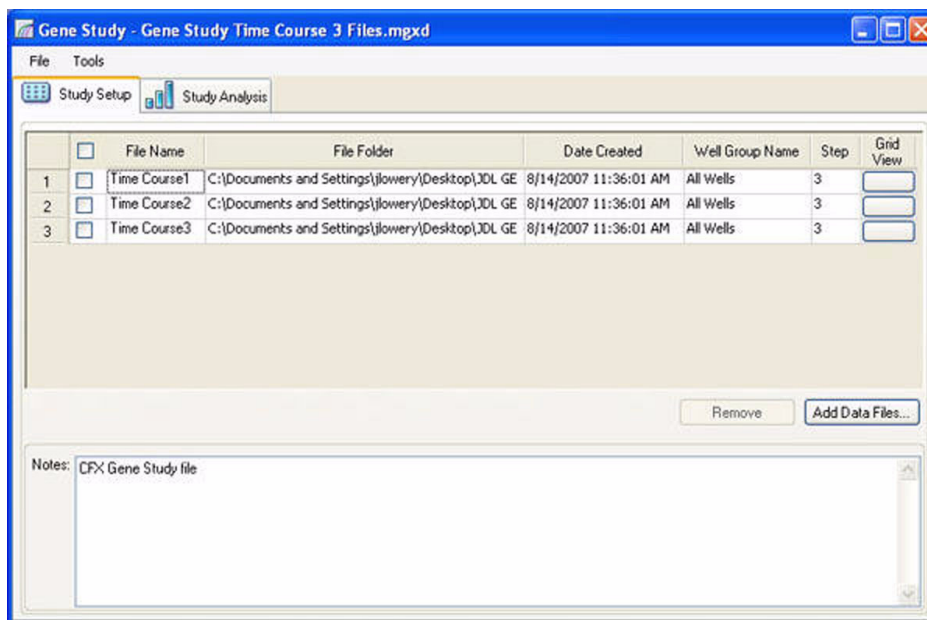 Gene Study - Gene Study Time Course 3 Files.mgxd
File Tools
Study Setup Study Analysis
File Name File Folder Date Created Well Group Name Step Grid View
1 Time Course1 C:\Documents and Settings\jlowery\Desktop\JDL GE 8/14/2007 11:36:01 AM All Wells 3
2 Time Course2 C:\Documents and Settings\jlowery\Desktop\JDL GE 8/14/2007 11:36:01 AM All Wells 3
3 Time Course3 C:\Documents and Settings\jlowery\Desktop\JDL GE 8/14/2007 11:36:01 AM All Wells 3
Remove Add Data Files...
Notes: CFX Gene Study file